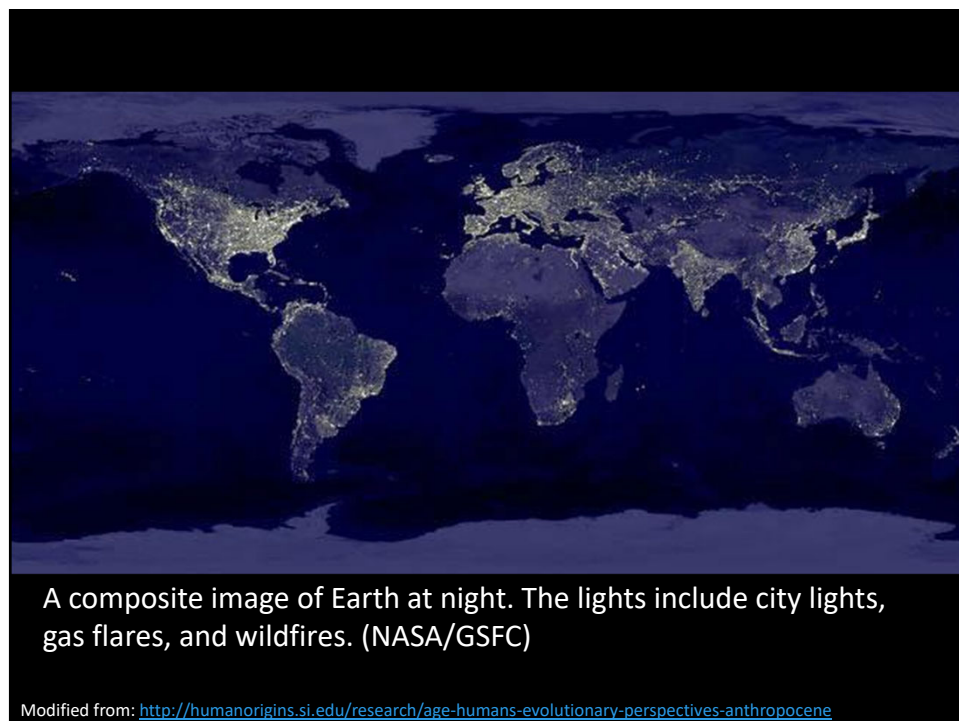 A composite image of Earth at night. The lights include city lights,
gas flares, and wildfires. (NASA/GSFC)
Modified from: http://humanorigins.si.edu/research/age-humans-evolutionary-perspectives-anthropocene